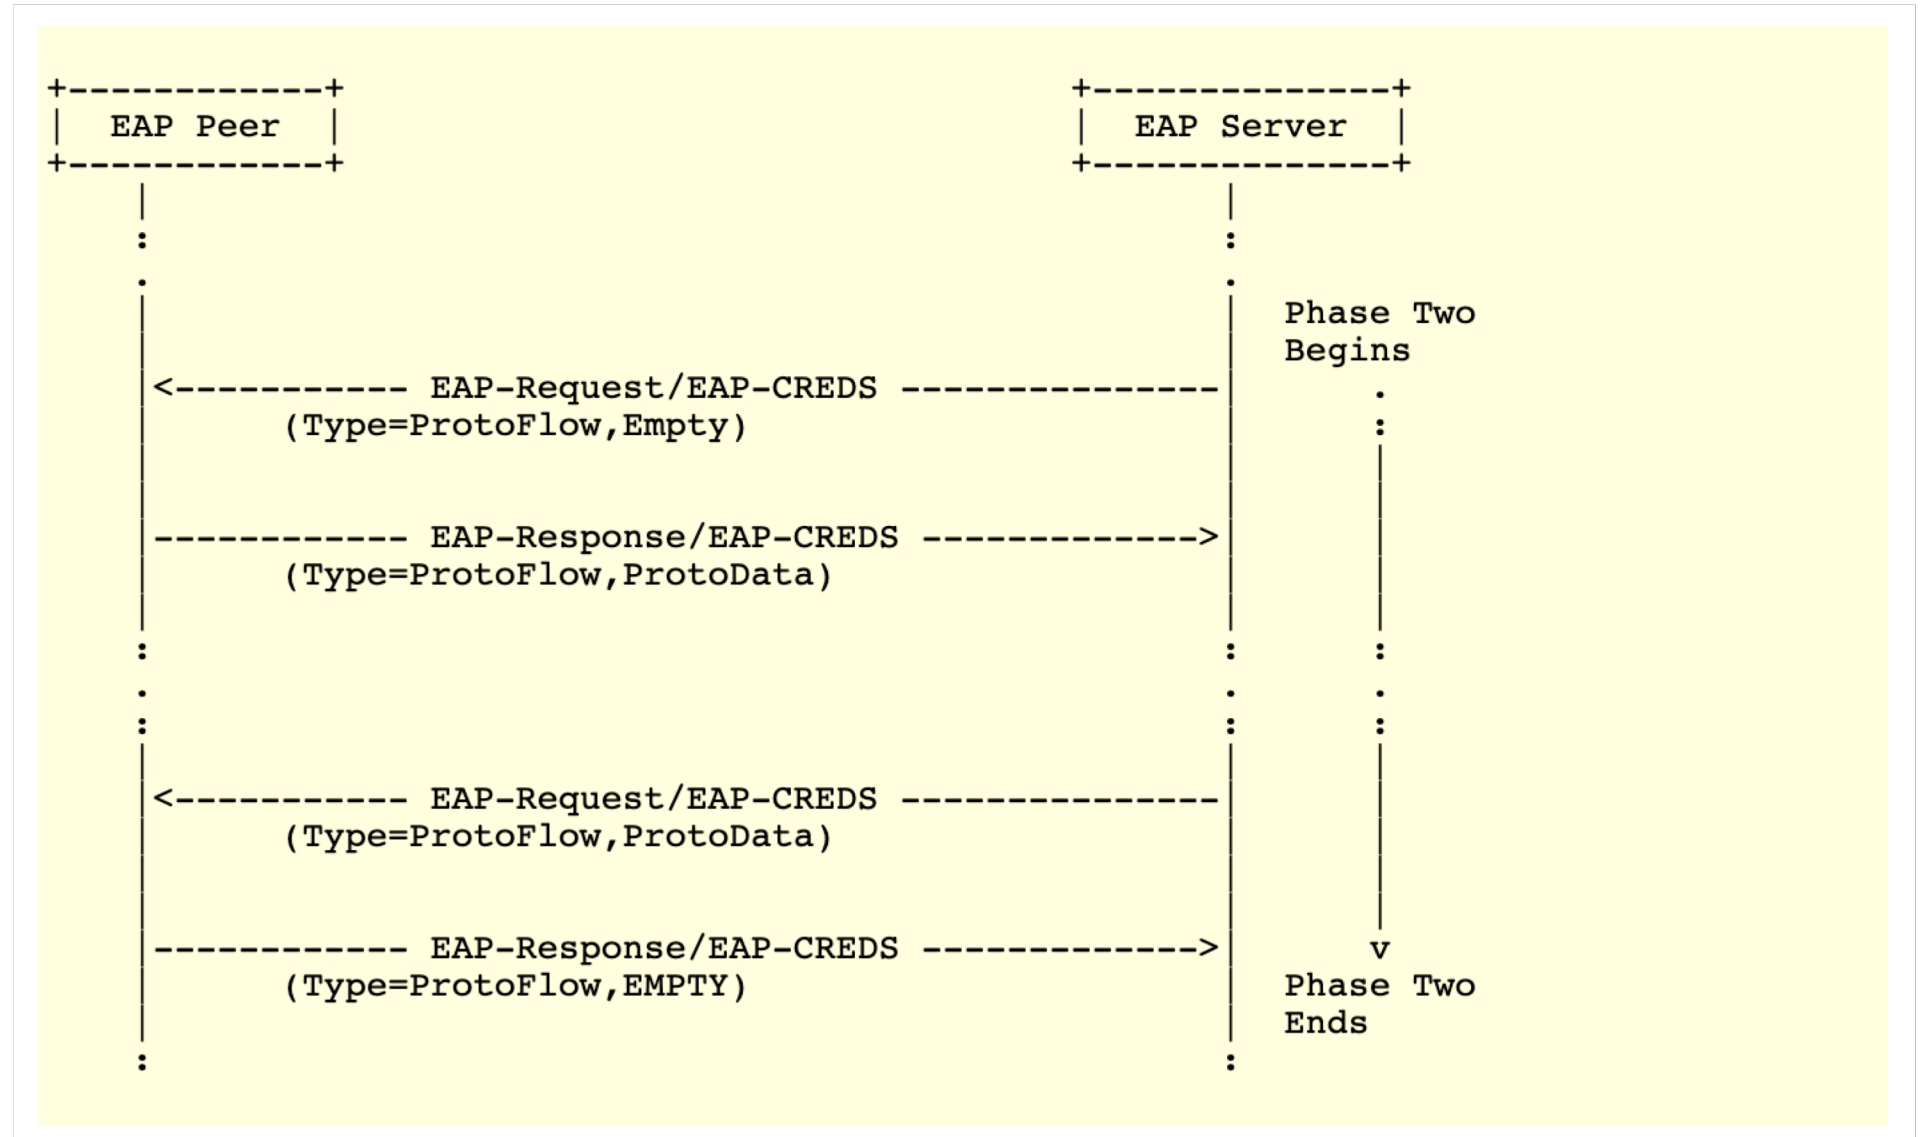 +------------+                                  +--------------+
|  EAP Peer  |                                  |  EAP Server  |
+------------+                                  +--------------+
Phase Two
Begins
<----------- EAP-Request/EAP-CREDS ---------------
(Type=ProtoFlow,Empty)
------------ EAP-Response/EAP-CREDS ------------->
(Type=ProtoFlow,ProtoData)
<----------- EAP-Request/EAP-CREDS ---------------
(Type=ProtoFlow,ProtoData)
------------ EAP-Response/EAP-CREDS -------------> v
(Type=ProtoFlow,EMPTY) Phase Two
Ends